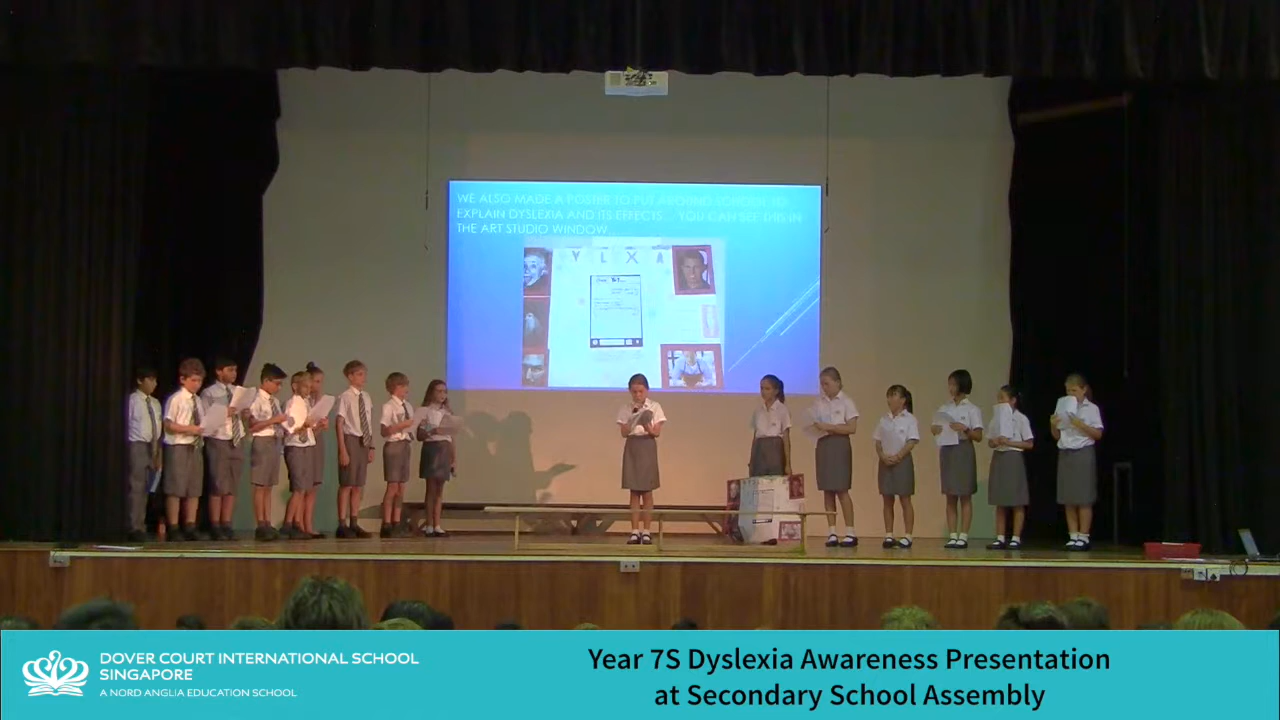 WE ALSO MADE A POSTER TO PUT AROUND SCHOOL TO
EXPLAIN DYSLEXIA AND ITS EFFECTS... YOU CAN SEE THIS IN
THE ART STUDIO WINDOW......
Y L X A
DOVER COURT INTERNATIONAL SCHOOL
SINGAPORE
A NORD ANGLIA EDUCATION SCHOOL
Year 7S Dyslexia Awareness Presentation
at Secondary School Assembly